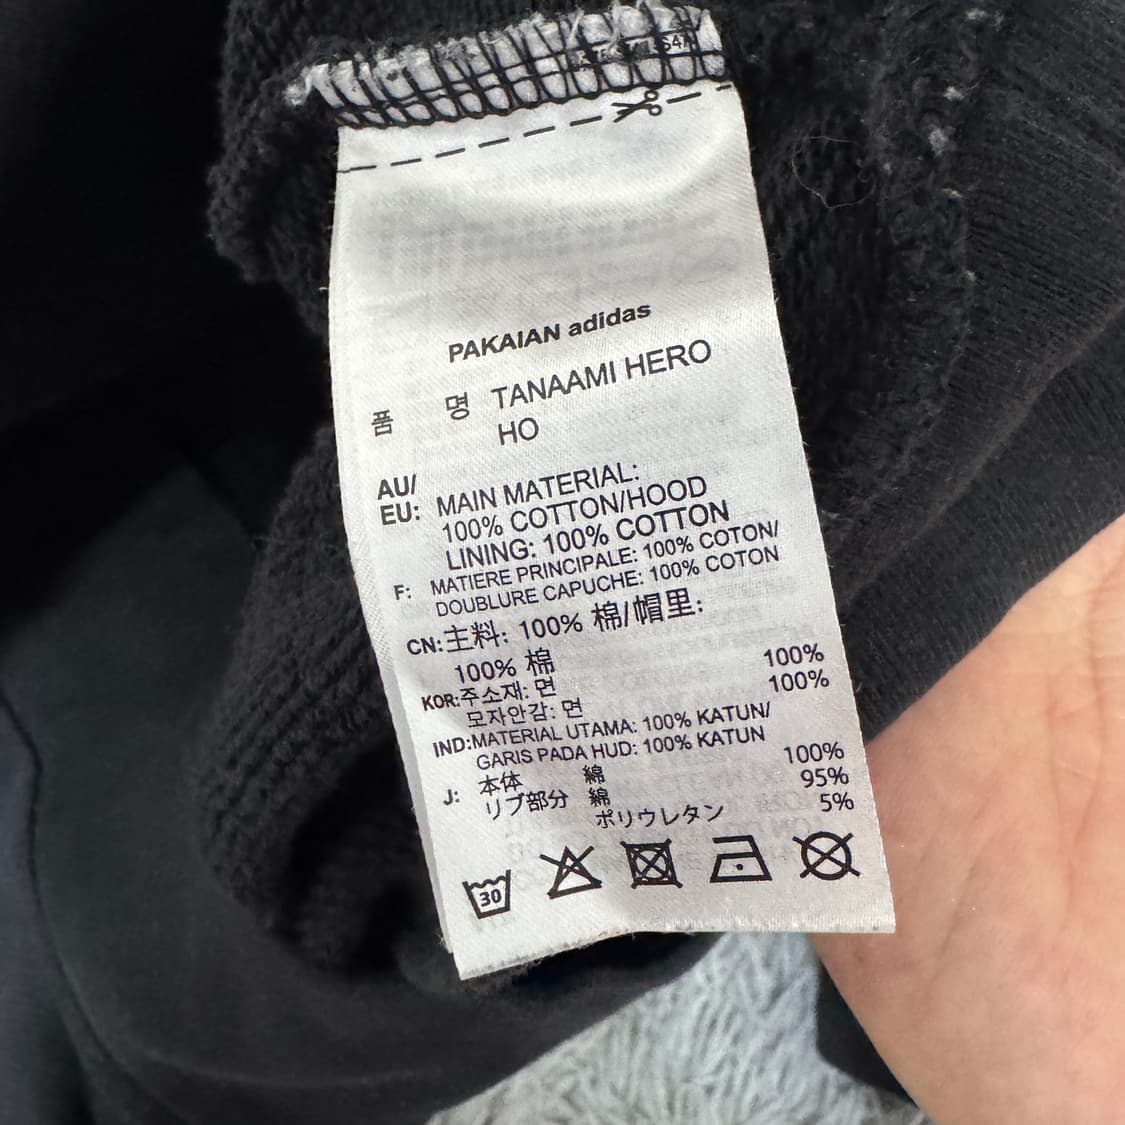 PAKAIAN adidas
품 명 TANAAMI HERO
HO
AU/
EU: MAIN MATERIAL:
100% COTTON/HOOD
LINING: 100% COTTON
F: MATIERE PRINCIPALE: 100% COTON/
DOUBLURE CAPUCHE: 100% COTON
CN: 主料: 100% 棉/帽里:
100% 棉
KOR: 주소재: 면 100%
모자안감: 면 100%
IND: MATERIAL UTAMA: 100% KATUN/
GARIS PADA HUD: 100% KATUN
J: 本体 綿 100%
リブ部分 綿 95%
ポリウレタン 5%
30